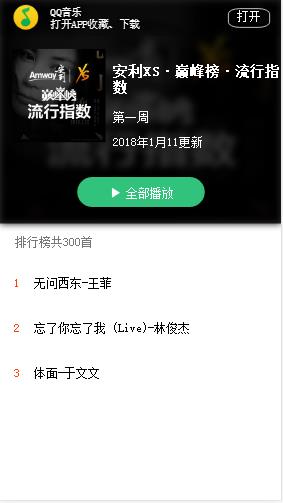 QQ音乐
打开APP收藏、下载
打开
Amway 安利 XS
巅峰榜
流行指数
安利XS·巅峰榜·流行指数
第一周
2018年1月11更新
全部播放
排行榜共300首
1 无问西东-王菲
2 忘了你忘了我 (Live)-林俊杰
3 体面-于文文